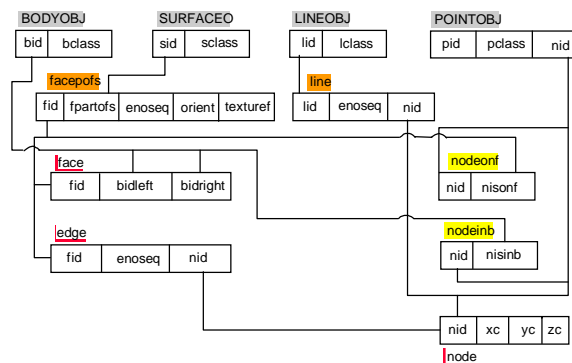 BODYOBJ SURFACEO LINEOBJ POINTOBJ
bid bclass sid sclass lid lclass pid pclass nid
facepofs line
fid fpartofs enoseq orient texturef lid enoseq nid
face nodeonf
fid bidleft bidright nid nisonf
edge nodeinb
fid enoseq nid nid nisinb
nid xc yc zc
node